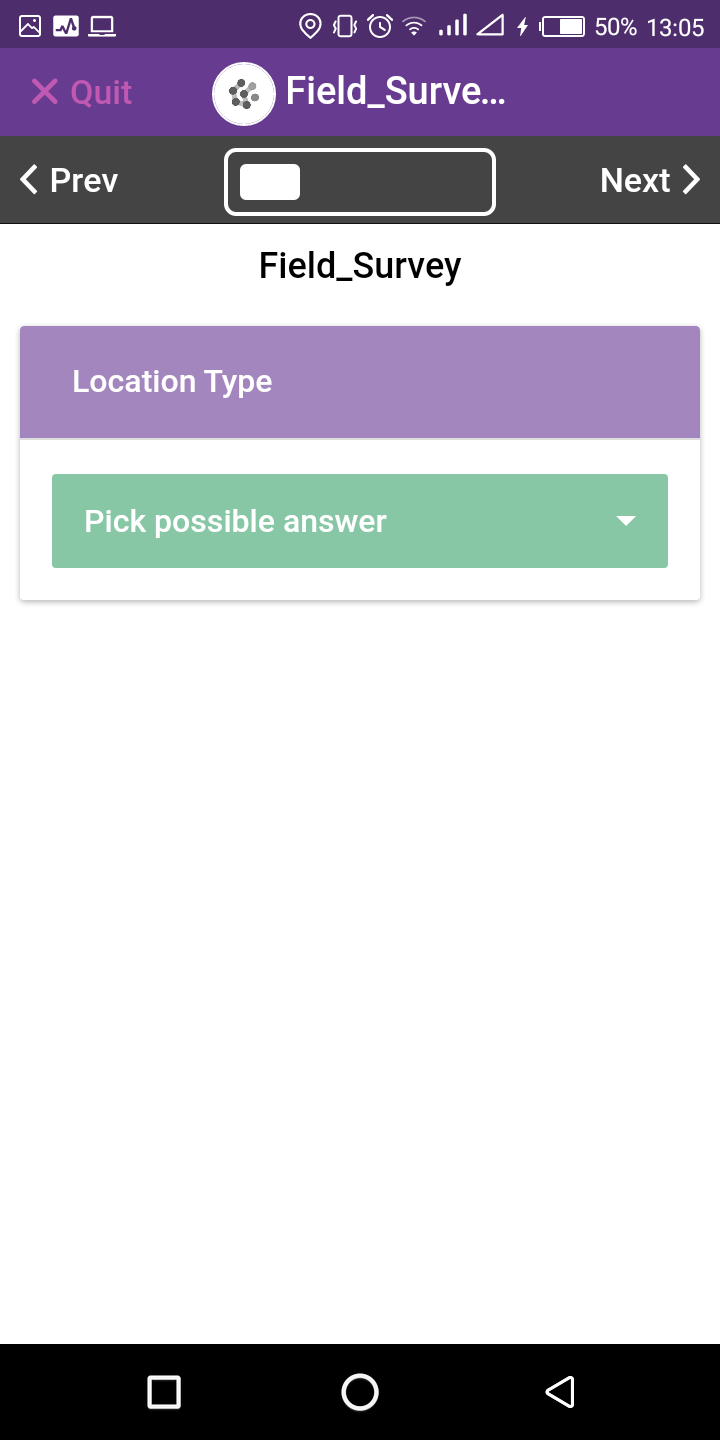 50% 13:05
Quit Field_Surve...
Prev Next
Field_Survey
Location Type
Pick possible answer